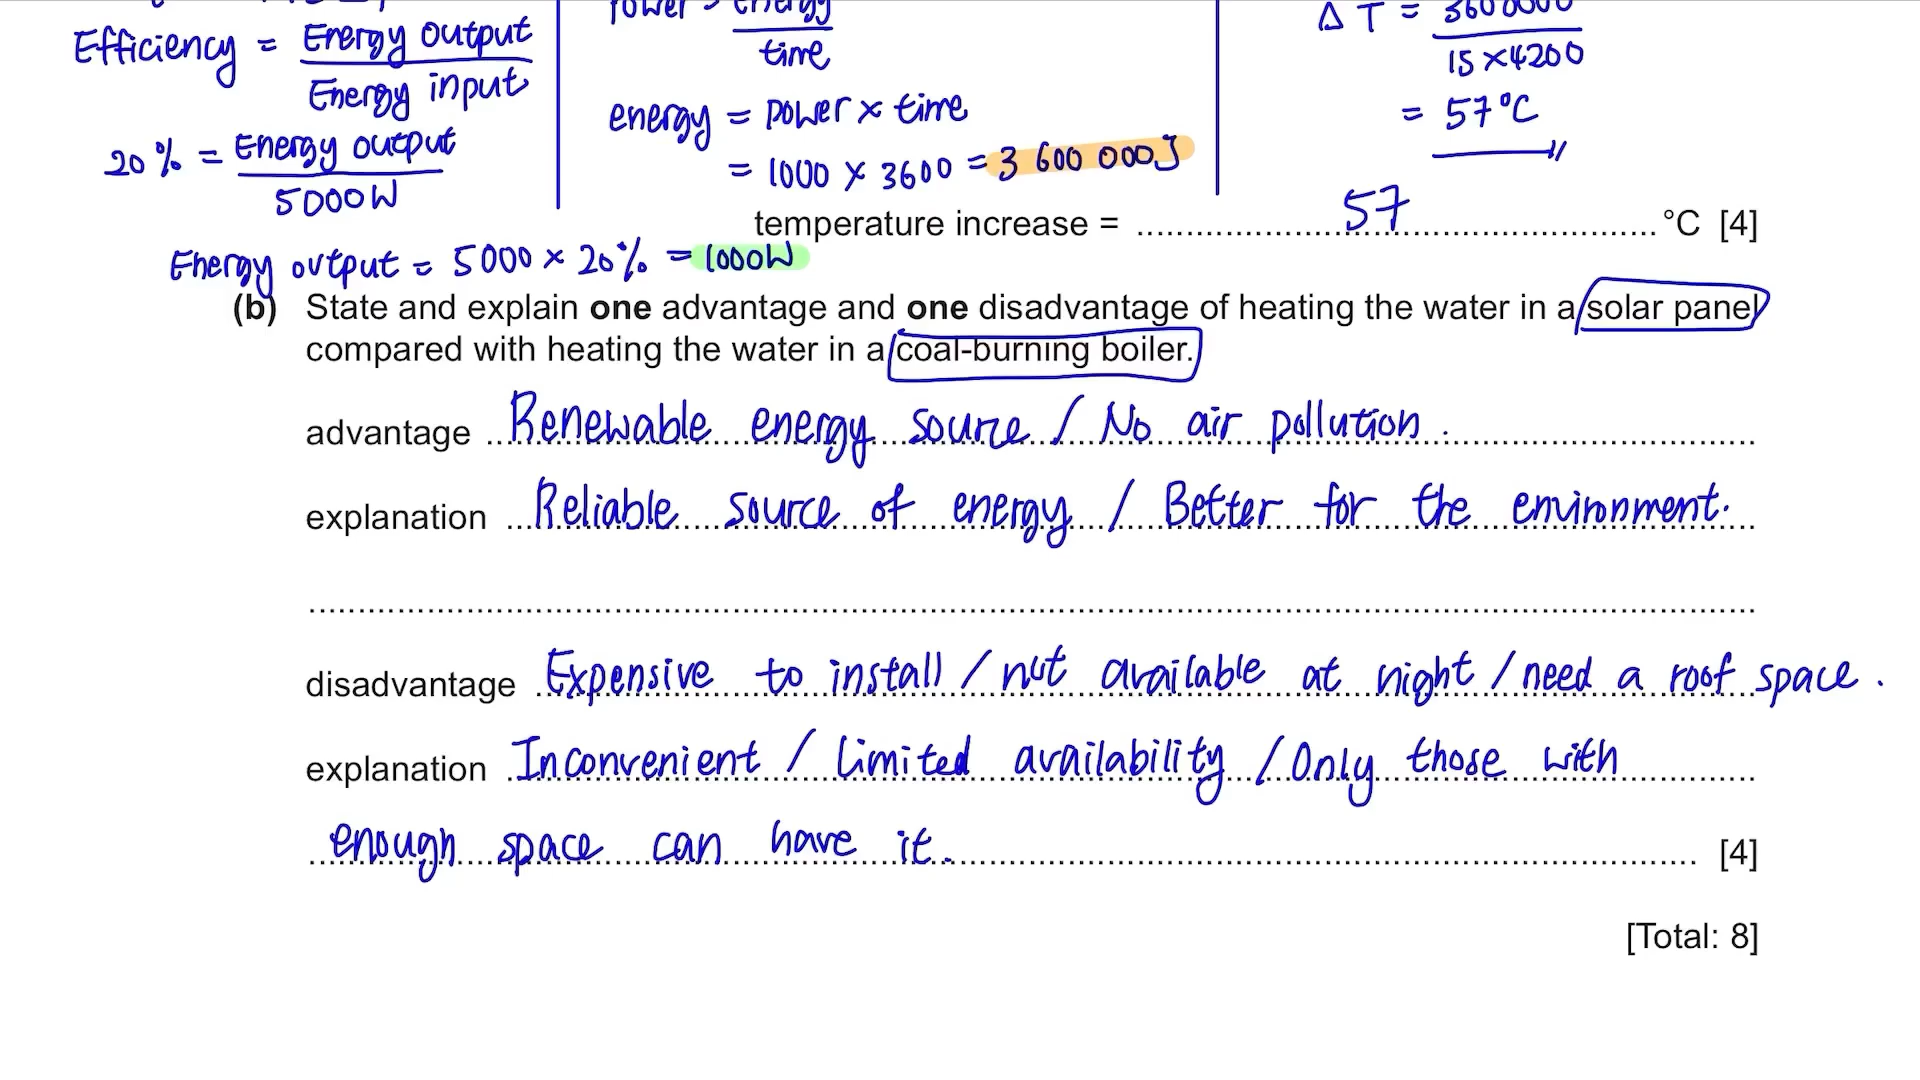 Efficiency = Energy output / Energy input
20% = Energy output / 5000W
Energy output = 5000 × 20% = 1000W
power = energy / time
energy = power × time
= 1000 × 3600 = 3 600 000J
ΔT = 3600000 / 15 × 4200
= 57°C
temperature increase = 57 °C [4]
(b) State and explain one advantage and one disadvantage of heating the water in a solar panel
compared with heating the water in a coal-burning boiler.
advantage Renewable energy source / No air pollution.
explanation Reliable source of energy / Better for the environment.
disadvantage Expensive to install / not available at night / need a roof space.
explanation Inconvenient / Limited availability / Only those with
enough space can have it. [4]
[Total: 8]